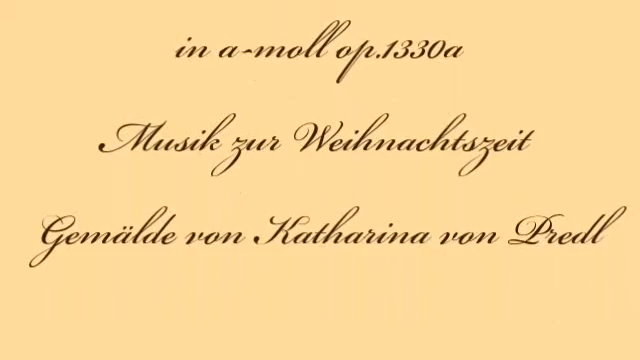 in a-moll op.1330a
Musik zur Weihnachtszeit
Gemälde von Katharina von Predl